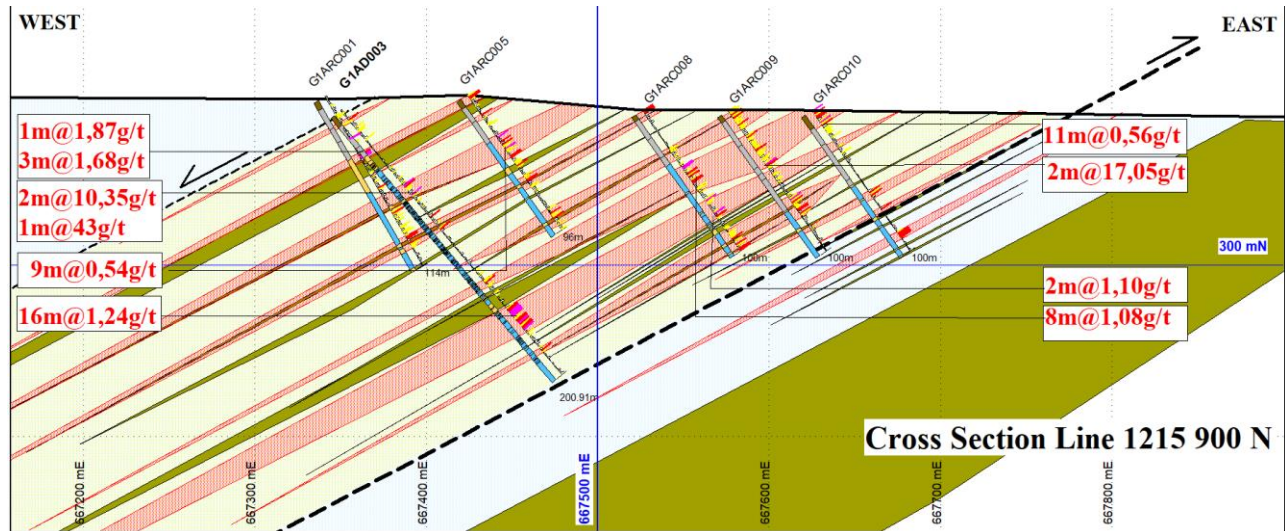 WEST
EAST
G1ARC001
G1AD003
G1ARC005
G1ARC008
G1ARC009
G1ARC010
1m@1,87g/t
3m@1,68g/t
2m@10,35g/t
1m@43g/t
9m@0,54g/t
16m@1,24g/t
11m@0,56g/t
2m@17,05g/t
300 mN
2m@1,10g/t
8m@1,08g/t
114m
96m
100m
100m
100m
200.91m
Cross Section Line 1215 900 N
667200 mE
667300 mE
667400 mE
667500 mE
667600 mE
667700 mE
667800 mE